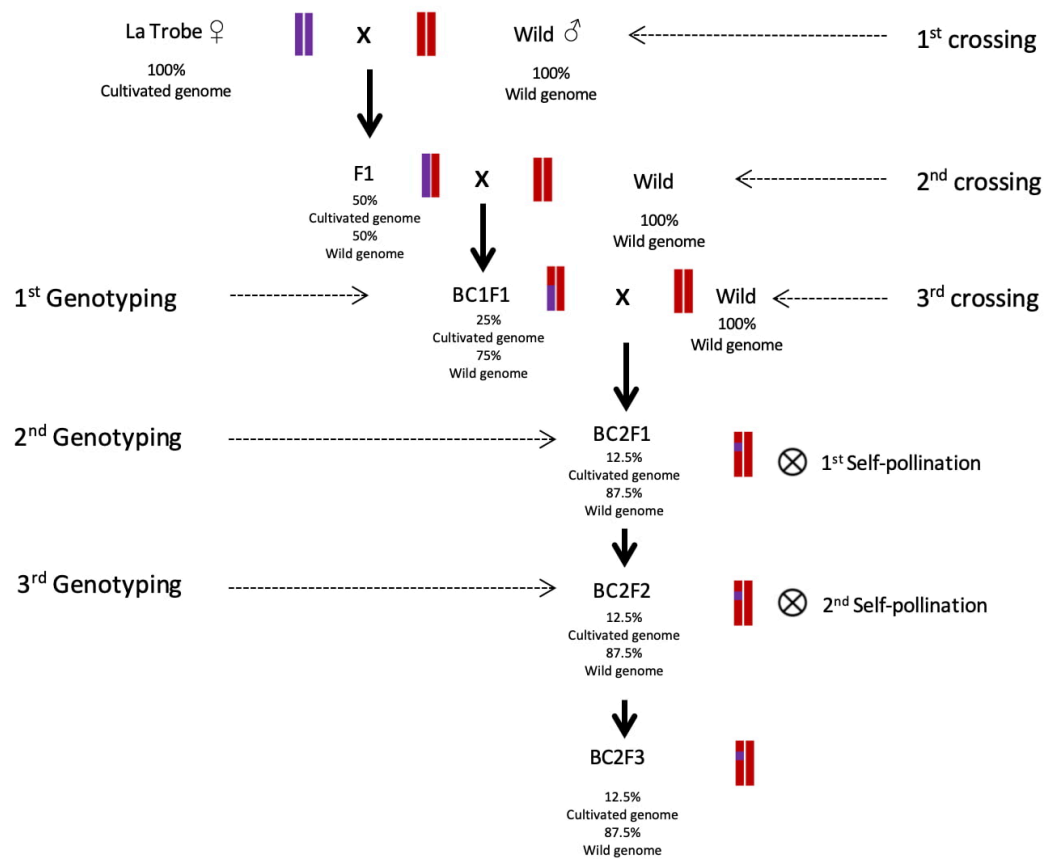 La Trobe ♀
X
Wild ♂
1st crossing
100%
Cultivated genome
100%
Wild genome
F1
X
Wild
2nd crossing
50%
Cultivated genome
50%
Wild genome
100%
Wild genome
1st Genotyping
BC1F1
X
Wild
3rd crossing
25%
Cultivated genome
75%
Wild genome
100%
Wild genome
2nd Genotyping
BC2F1
12.5%
Cultivated genome
87.5%
Wild genome
1st Self-pollination
3rd Genotyping
BC2F2
12.5%
Cultivated genome
87.5%
Wild genome
2nd Self-pollination
BC2F3
12.5%
Cultivated genome
87.5%
Wild genome